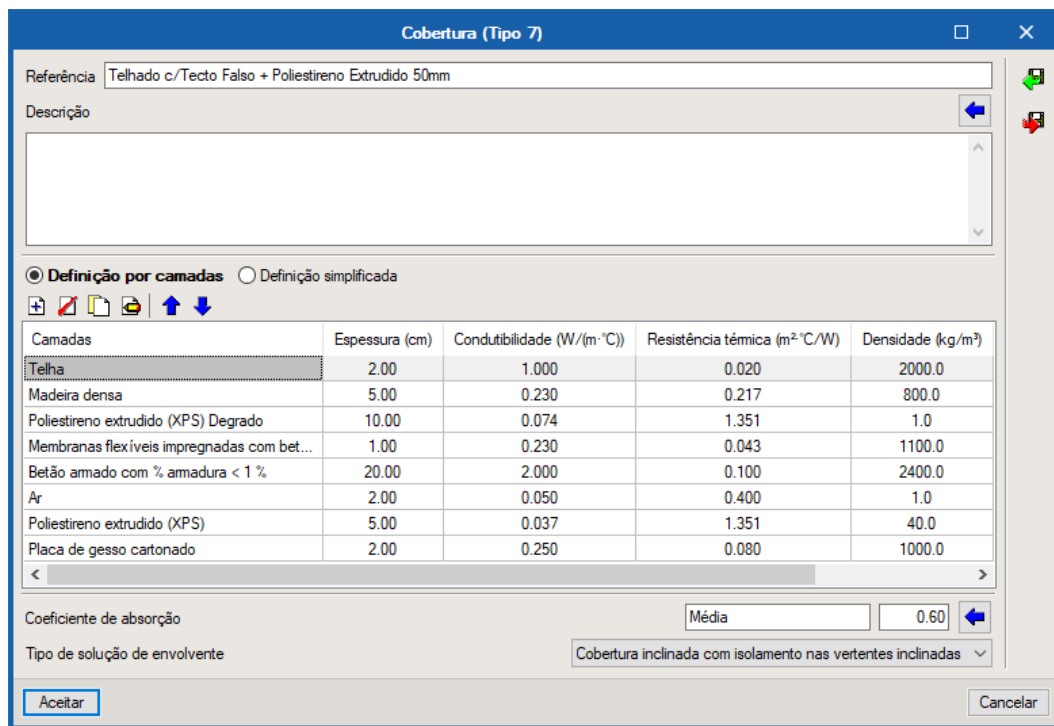 Cobertura (Tipo 7)
Referência Telhado c/Tecto Falso + Poliestireno Extrudido 50mm
Descrição
Definição por camadas Definição simplificada
Camadas Espessura (cm) Condutibilidade (W/(m·°C)) Resistência térmica (m²·°C/W) Densidade (kg/m³)
Telha 2.00 1.000 0.020 2000.0
Madeira densa 5.00 0.230 0.217 800.0
Poliestireno extrudido (XPS) Degrado 10.00 0.074 1.351 1.0
Membranas flexíveis impregnadas com bet... 1.00 0.230 0.043 1100.0
Betão armado com % armadura < 1 % 20.00 2.000 0.100 2400.0
Ar 2.00 0.050 0.400 1.0
Poliestireno extrudido (XPS) 5.00 0.037 1.351 40.0
Placa de gesso cartonado 2.00 0.250 0.080 1000.0
Coeficiente de absorção Média 0.60
Tipo de solução de envolvente Cobertura inclinada com isolamento nas vertentes inclinadas
Aceitar Cancelar